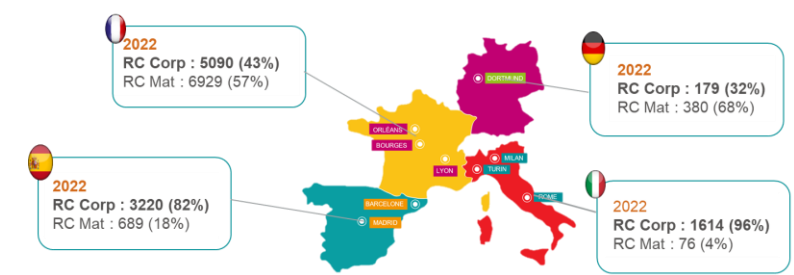 2022
RC Corp : 5090 (43%)
RC Mat : 6929 (57%)
2022
RC Corp : 179 (32%)
RC Mat : 380 (68%)
2022
RC Corp : 3220 (82%)
RC Mat : 689 (18%)
2022
RC Corp : 1614 (96%)
RC Mat : 76 (4%)
DORTMUND
ORLÉANS
BOURGES
LYON
MILAN
TURIN
ROME
BARCELONE
MADRID